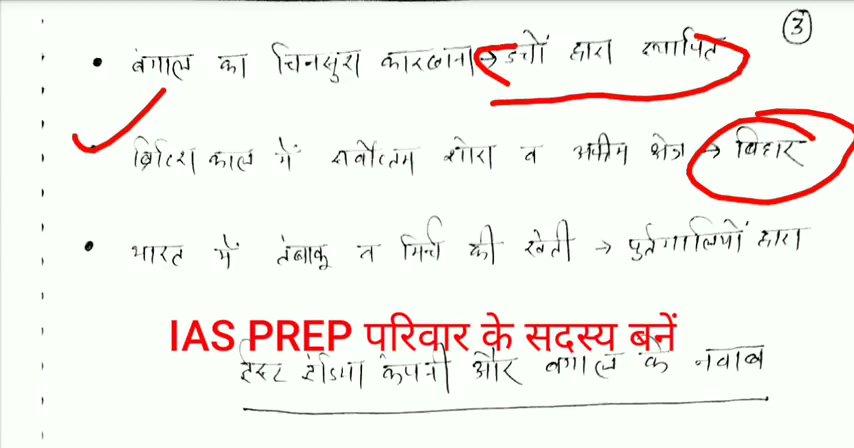 3
• बंगाल का चिनसुरा कारखाना → डचों द्वारा स्थापित
ब्रिटिश काल में सर्वोत्तम शोरा व अफीम क्षेत्र → बिहार
• भारत में तंबाकू व मिर्च की खेती → पुर्तगालियों द्वारा
IAS PREP परिवार के सदस्य बनें
ईस्ट इंडिया कंपनी और बंगाल के नवाब